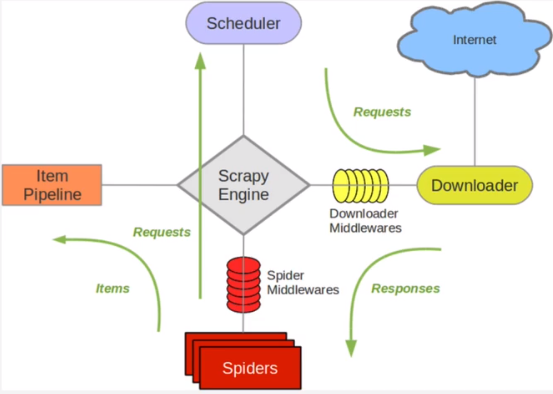 Scheduler
Internet
Requests
Item
Pipeline
Scrapy
Engine
Downloader
Downloader
Middlewares
Requests
Items
Spider
Middlewares
Responses
Spiders